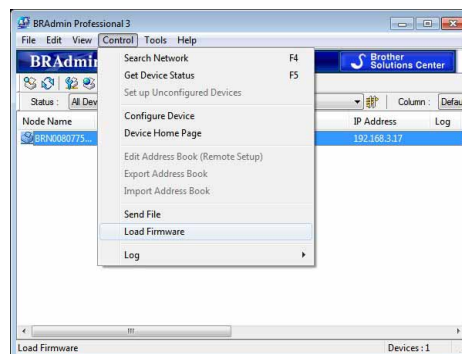 BRAdmin Professional 3
File Edit View Control Tools Help
BRAdmi
Brother
Solutions Center
Search Network F4
Get Device Status F5
Set up Unconfigured Devices
Configure Device
Device Home Page
Edit Address Book (Remote Setup)
Export Address Book
Import Address Book
Send File
Load Firmware
Log
Status : All Dev
Column : Defau
Node Name IP Address Log
BRN0080775... 192.168.3.17
Load Firmware Devices : 1